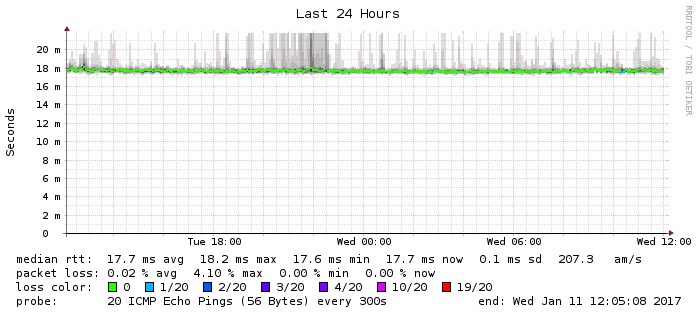 Last 24 Hours
RRDTOOL / TOBI OETIKER
Seconds
20 m
18 m
16 m
14 m
12 m
10 m
8 m
6 m
4 m
2 m
0
Tue 18:00 Wed 00:00 Wed 06:00 Wed 12:00
median rtt: 17.7 ms avg 18.2 ms max 17.6 ms min 17.7 ms now 0.1 ms sd 207.3 am/s
packet loss: 0.02 % avg 4.10 % max 0.00 % min 0.00 % now
loss color: 0 1/20 2/20 3/20 4/20 10/20 19/20
probe: 20 ICMP Echo Pings (56 Bytes) every 300s end: Wed Jan 11 12:05:08 2017